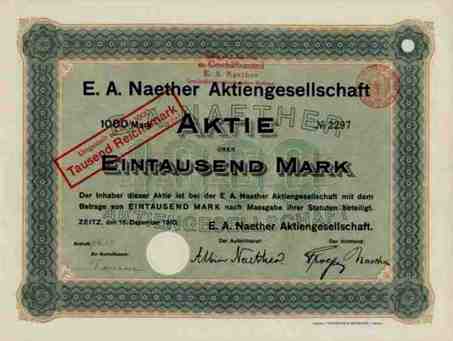 E. A. Naether
E. A. Naether Aktiengesellschaft
1000 Mark
AKTIE
№ 2297
ÜBER
Tausend Reichsmark
EINTAUSEND MARK
Der Inhaber dieser Aktie ist bei der E. A. Naether Aktiengesellschaft mit dem
Betrage von EINTAUSEND MARK nach Massgabe ihrer Statuten beteiligt.
ZEITZ, den 15. Dezember 1910.
E. A. Naether Aktiengesellschaft.
Der Aufsichtsrat:
Der Vorstand: